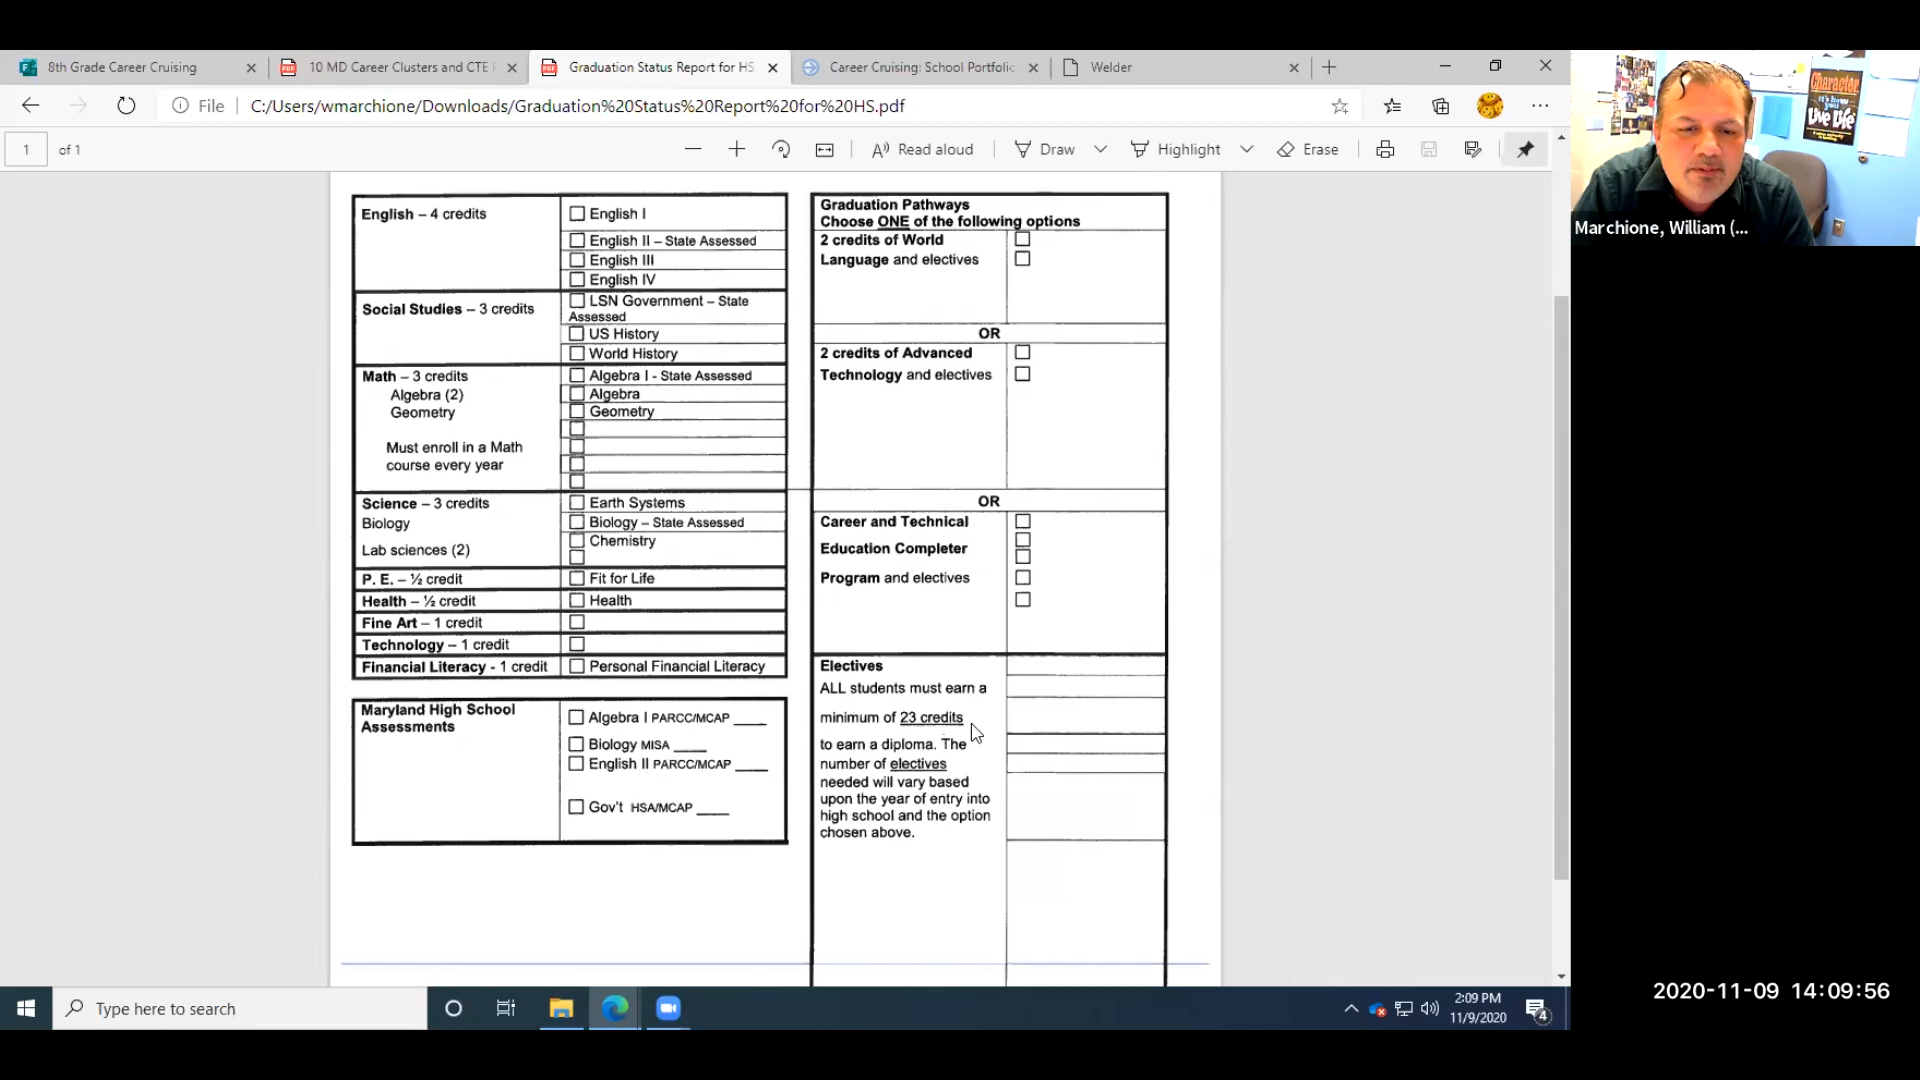 8th Grade Career Cruising
10 MD Career Clusters and CTE P
Graduation Status Report for HS.
Career Cruising: School Portfolio
Welder
File
C:/Users/wmarchione/Downloads/Graduation%20Status%20Report%20for%20HS.pdf
1 of 1
Read aloud
Draw
Highlight
Erase
English – 4 credits
English I
English II – State Assessed
English III
English IV
Social Studies – 3 credits
LSN Government – State
Assessed
US History
World History
Math – 3 credits
Algebra (2)
Geometry
Must enroll in a Math
course every year
Algebra I - State Assessed
Algebra
Geometry
Science – 3 credits
Biology
Lab sciences (2)
Earth Systems
Biology – State Assessed
Chemistry
P. E. – ½ credit
Fit for Life
Health – ½ credit
Health
Fine Art – 1 credit
Technology – 1 credit
Financial Literacy - 1 credit
Personal Financial Literacy
Maryland High School
Assessments
Algebra I PARCC/MCAP ____
Biology MISA ____
English II PARCC/MCAP ____
Gov't HSA/MCAP ____
Graduation Pathways
Choose ONE of the following options
2 credits of World
Language and electives
OR
2 credits of Advanced
Technology and electives
OR
Career and Technical
Education Completer
Program and electives
Electives
ALL students must earn a
minimum of 23 credits
to earn a diploma. The
number of electives
needed will vary based
upon the year of entry into
high school and the option
chosen above.
Character
it's how
you
Live Life
Marchione, William (...
2020-11-09 14:09:56
Type here to search
2:09 PM
11/9/2020
4